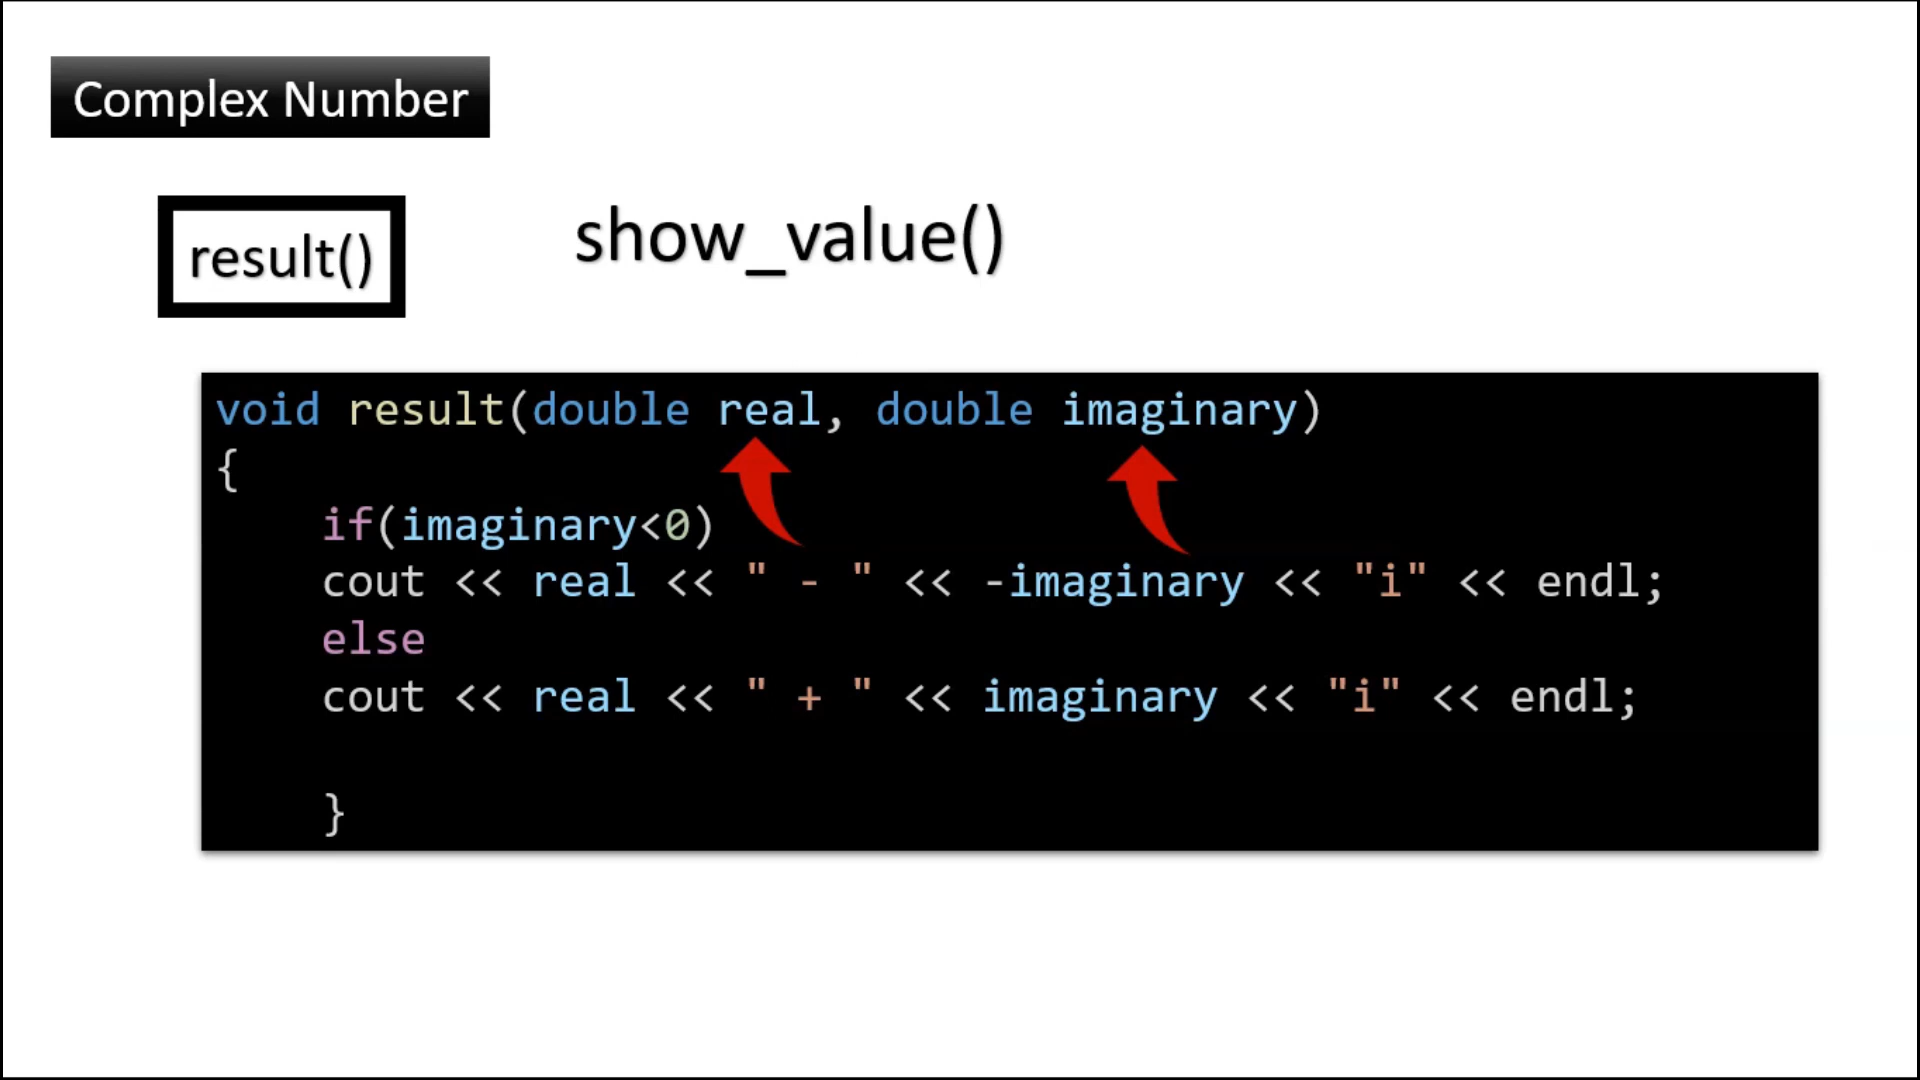 Complex Number
result()
show_value()
void result(double real, double imaginary)
{
    if(imaginary<0)
    cout << real << " - " << -imaginary << "i" << endl;
    else
    cout << real << " + " << imaginary << "i" << endl;
    }